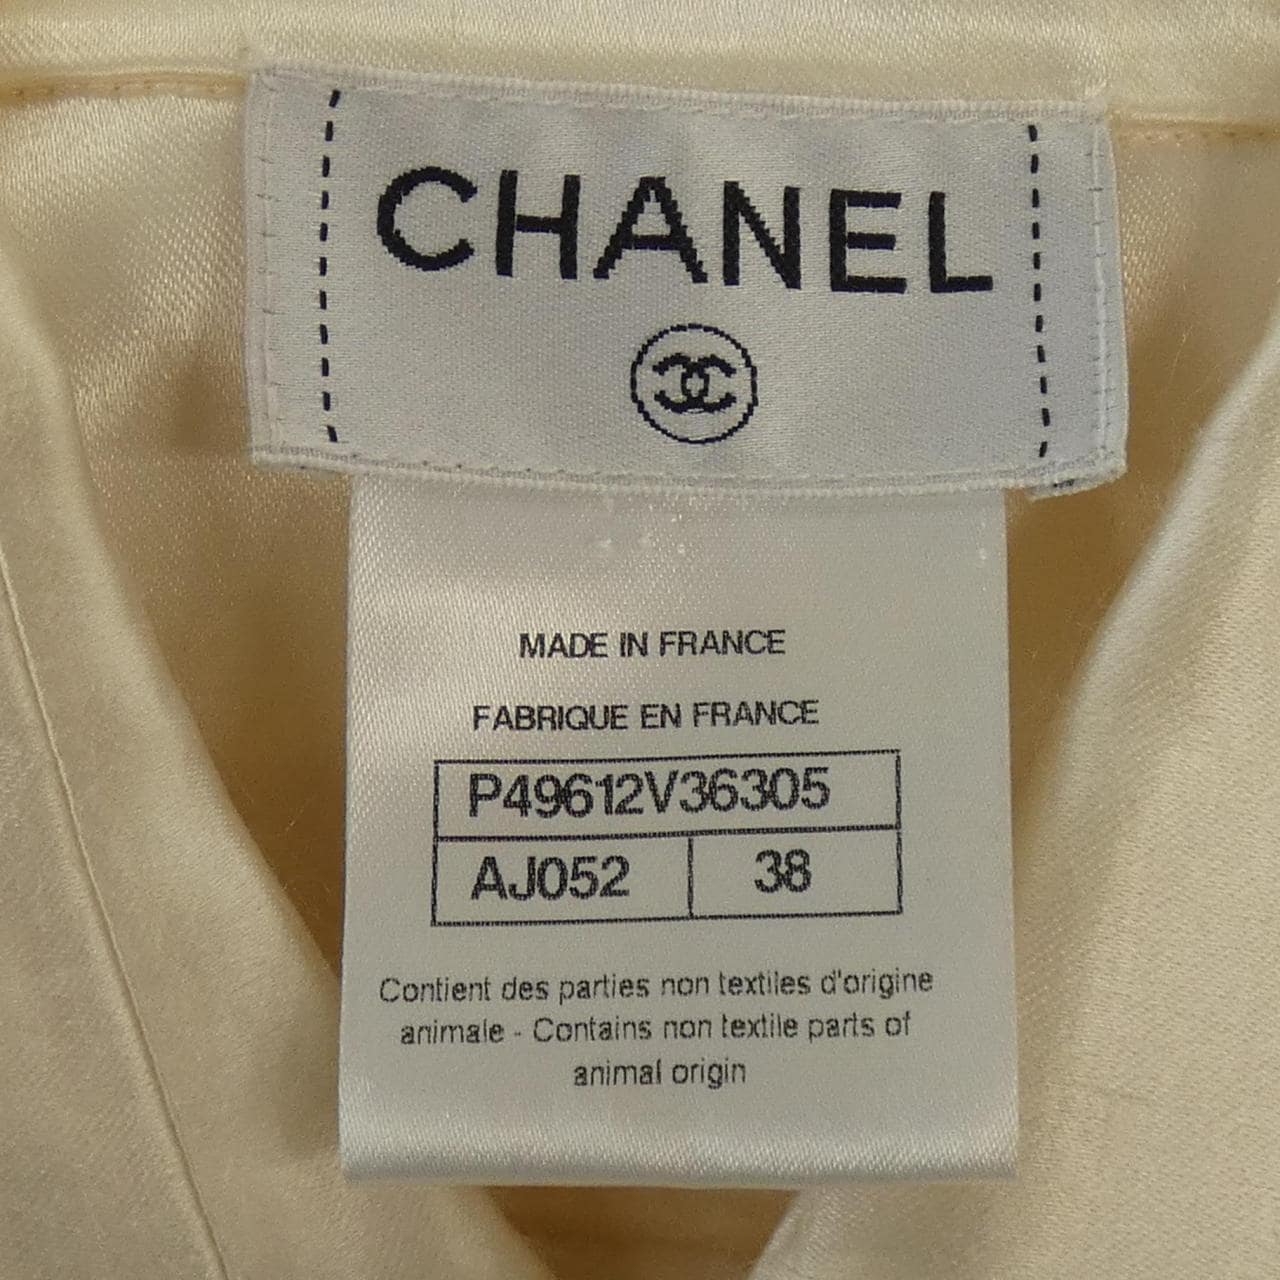 CHANEL
MADE IN FRANCE
FABRIQUE EN FRANCE
P49612V36305
AJ052 38
Contient des parties non textiles d'origine
animale - Contains non textile parts of
animal origin